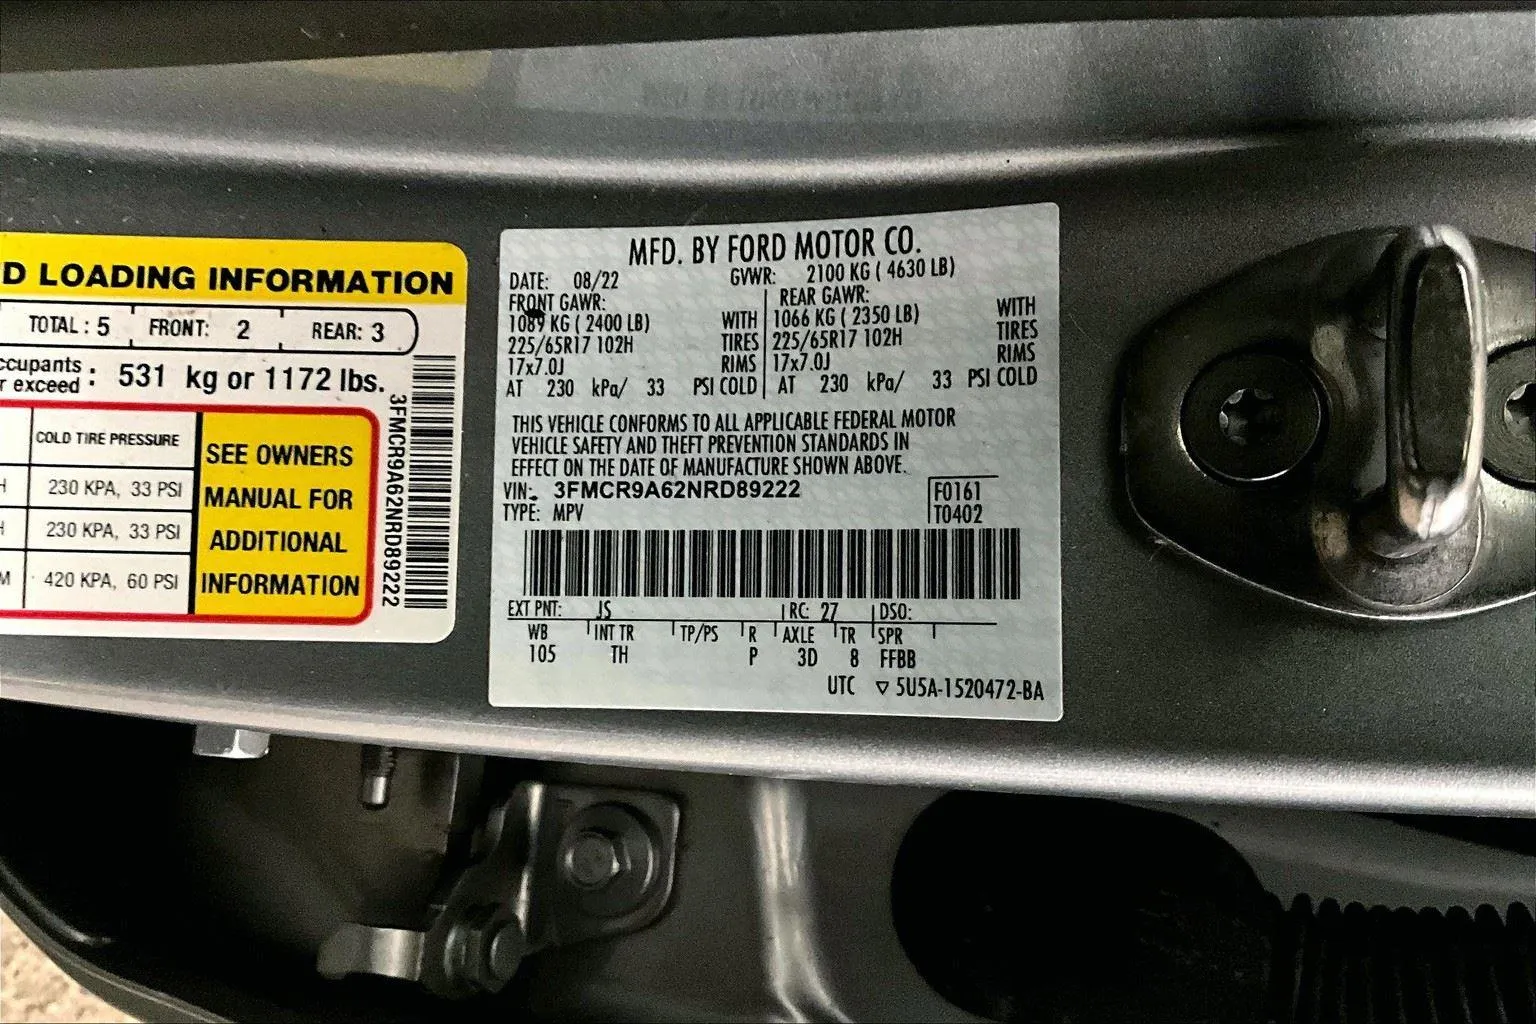 D LOADING INFORMATION
TOTAL : 5 FRONT: 2 REAR: 3
ccupants
r exceed : 531 kg or 1172 lbs.
COLD TIRE PRESSURE
H 230 KPA, 33 PSI
H 230 KPA, 33 PSI
M 420 KPA, 60 PSI
SEE OWNERS
MANUAL FOR
ADDITIONAL
INFORMATION
3FMCR9A62NRD89222
MFD. BY FORD MOTOR CO.
DATE: 08/22 GVWR: 2100 KG ( 4630 LB)
FRONT GAWR: REAR GAWR:
1089 KG ( 2400 LB) WITH 1066 KG ( 2350 LB) WITH
225/65R17 102H TIRES 225/65R17 102H TIRES
17x7.0J RIMS 17x7.0J RIMS
AT 230 kPa/ 33 PSI COLD AT 230 kPa/ 33 PSI COLD
THIS VEHICLE CONFORMS TO ALL APPLICABLE FEDERAL MOTOR
VEHICLE SAFETY AND THEFT PREVENTION STANDARDS IN
EFFECT ON THE DATE OF MANUFACTURE SHOWN ABOVE.
VIN: 3FMCR9A62NRD89222 F0161
TYPE: MPV T0402
EXT PNT: JS RC: 27 DSO:
WB INT TR TP/PS R AXLE TR SPR
105 TH P 3D 8 FFBB
UTC ▽ 5U5A-1520472-BA